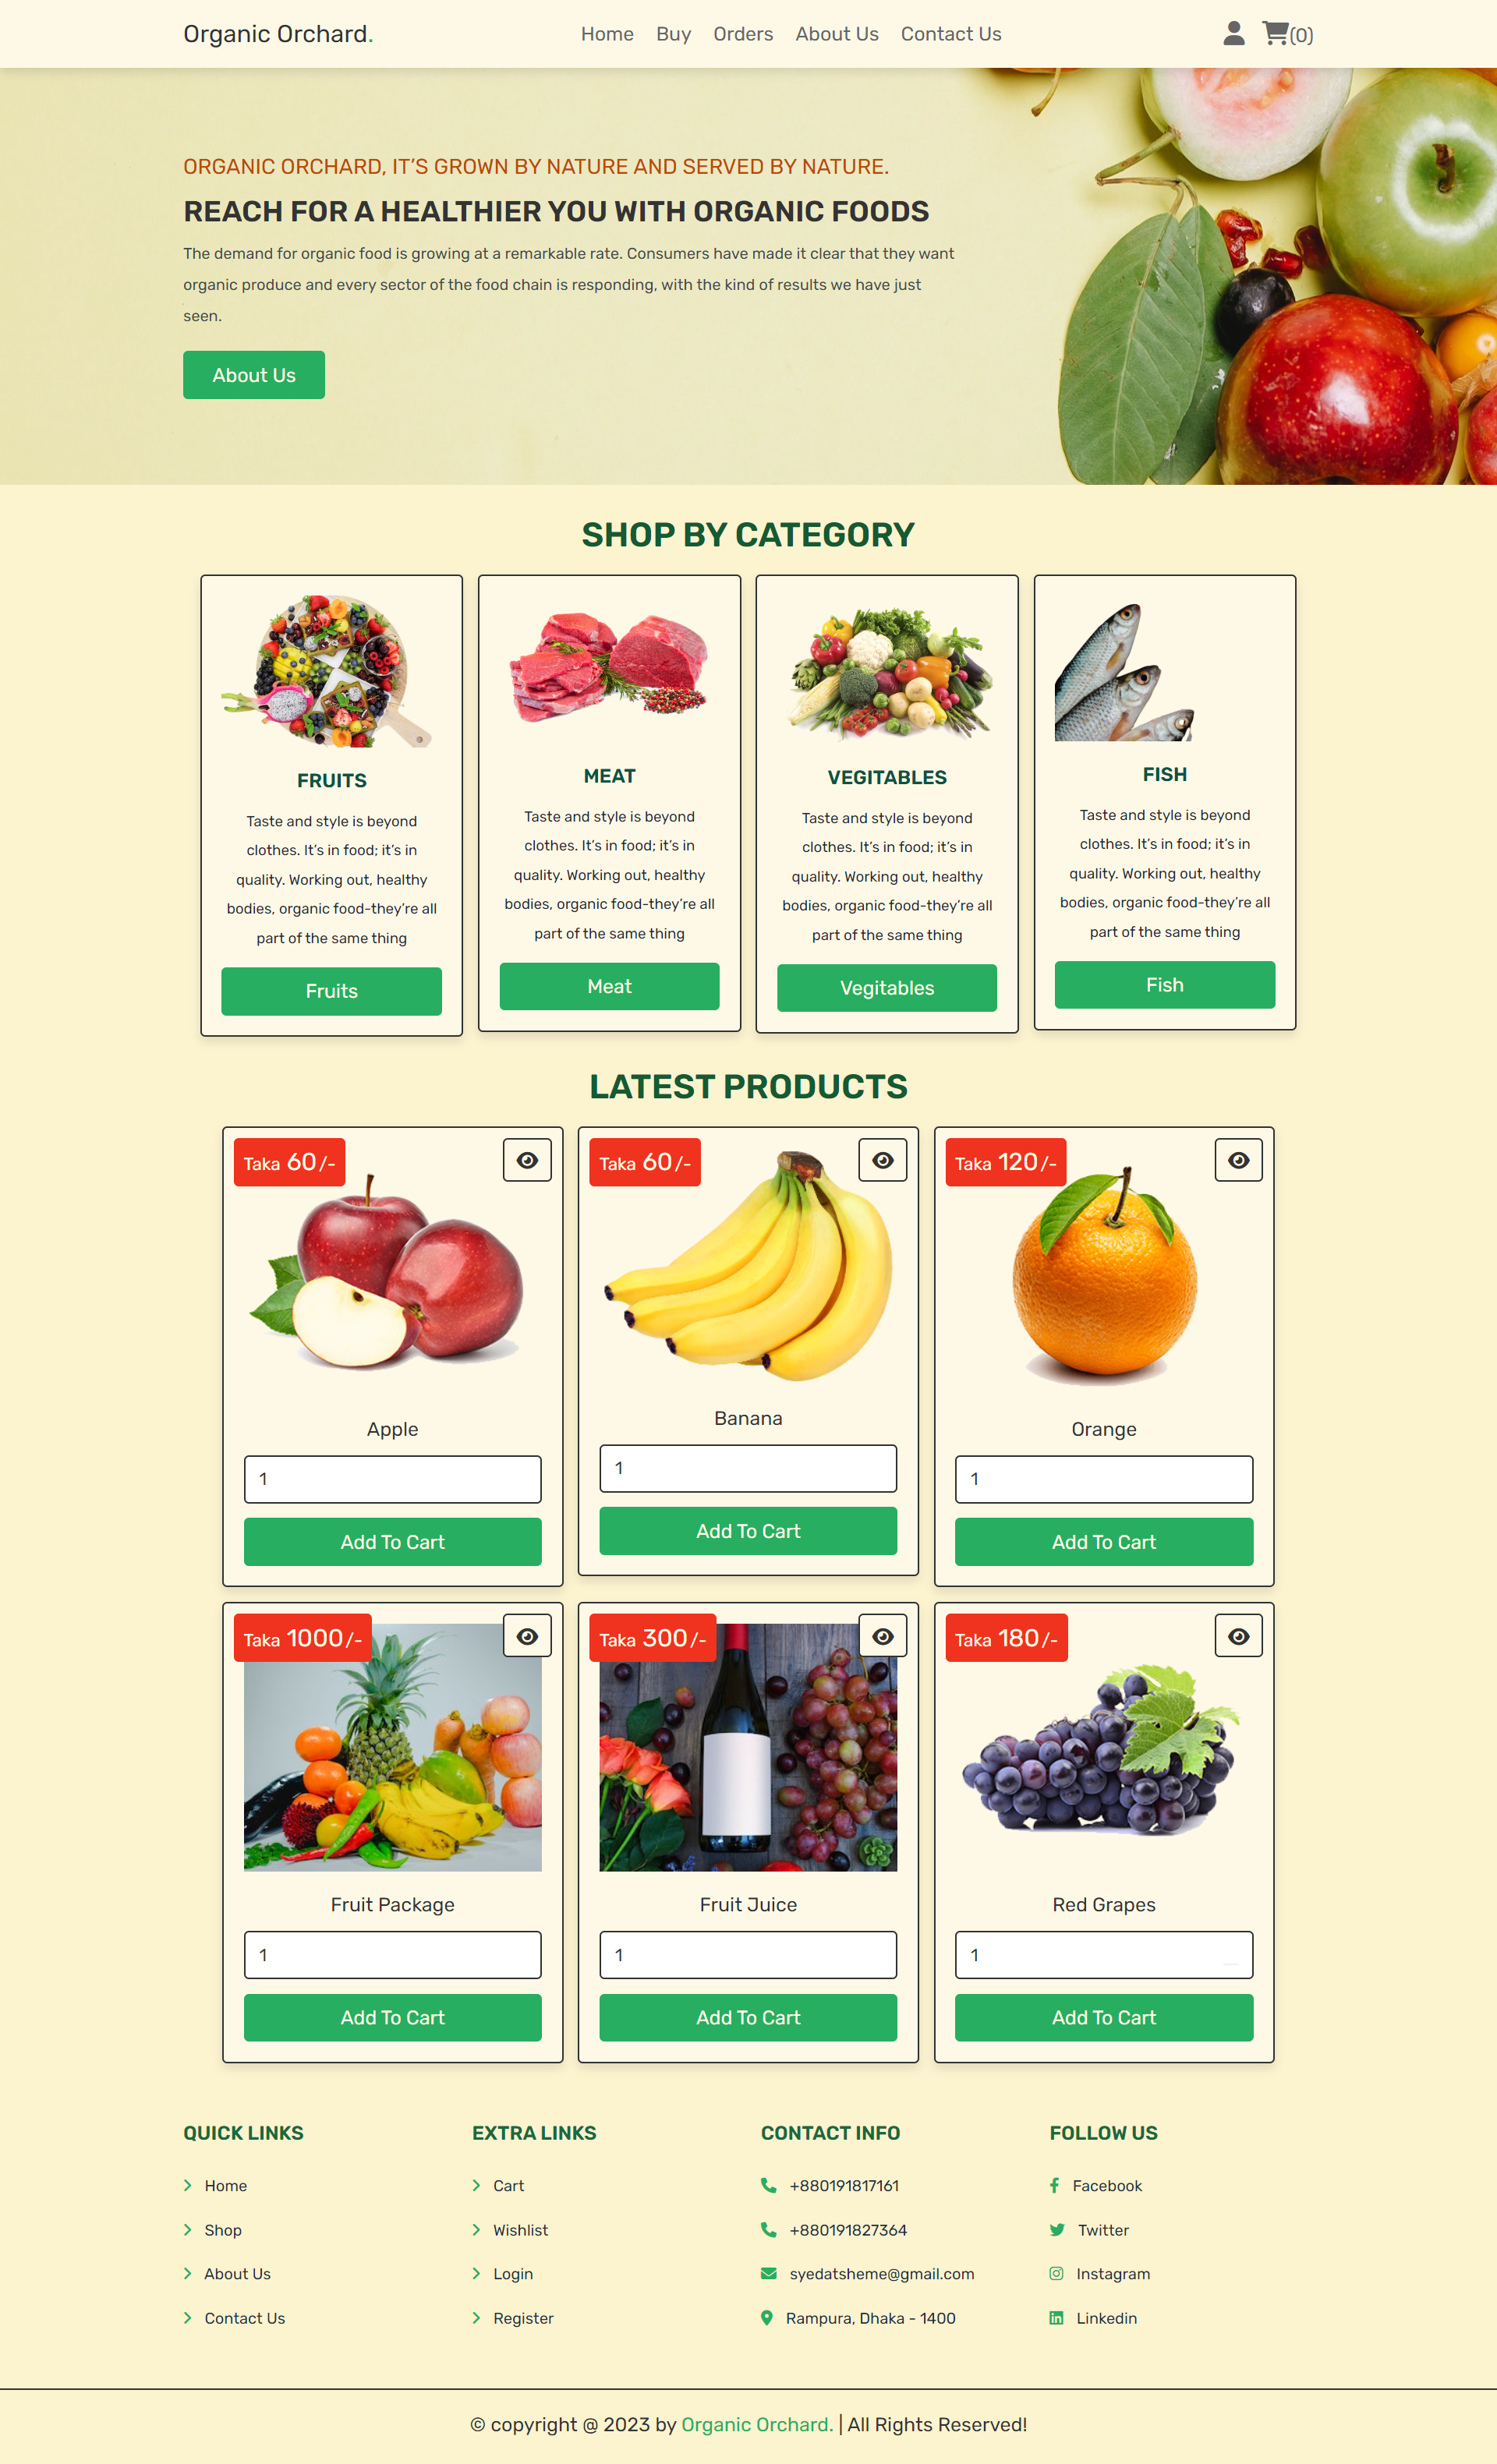 Organic Orchard.
Home Buy Orders About Us Contact Us
(0)
ORGANIC ORCHARD, IT'S GROWN BY NATURE AND SERVED BY NATURE.
REACH FOR A HEALTHIER YOU WITH ORGANIC FOODS
The demand for organic food is growing at a remarkable rate. Consumers have made it clear that they want
organic produce and every sector of the food chain is responding, with the kind of results we have just
seen.
About Us
SHOP BY CATEGORY
FRUITS
Taste and style is beyond
clothes. It's in food; it's in
quality. Working out, healthy
bodies, organic food-they're all
part of the same thing
Fruits
MEAT
Taste and style is beyond
clothes. It's in food; it's in
quality. Working out, healthy
bodies, organic food-they're all
part of the same thing
Meat
VEGITABLES
Taste and style is beyond
clothes. It's in food; it's in
quality. Working out, healthy
bodies, organic food-they're all
part of the same thing
Vegitables
FISH
Taste and style is beyond
clothes. It's in food; it's in
quality. Working out, healthy
bodies, organic food-they're all
part of the same thing
Fish
LATEST PRODUCTS
Taka 60/-
Apple
1
Add To Cart
Taka 60/-
Banana
1
Add To Cart
Taka 120/-
Orange
1
Add To Cart
Taka 1000/-
Fruit Package
1
Add To Cart
Taka 300/-
Fruit Juice
1
Add To Cart
Taka 180/-
Red Grapes
1
Add To Cart
QUICK LINKS
Home
Shop
About Us
Contact Us
EXTRA LINKS
Cart
Wishlist
Login
Register
CONTACT INFO
+880191817161
+880191827364
syedatsheme@gmail.com
Rampura, Dhaka - 1400
FOLLOW US
Facebook
Twitter
Instagram
Linkedin
© copyright @ 2023 by Organic Orchard. | All Rights Reserved!